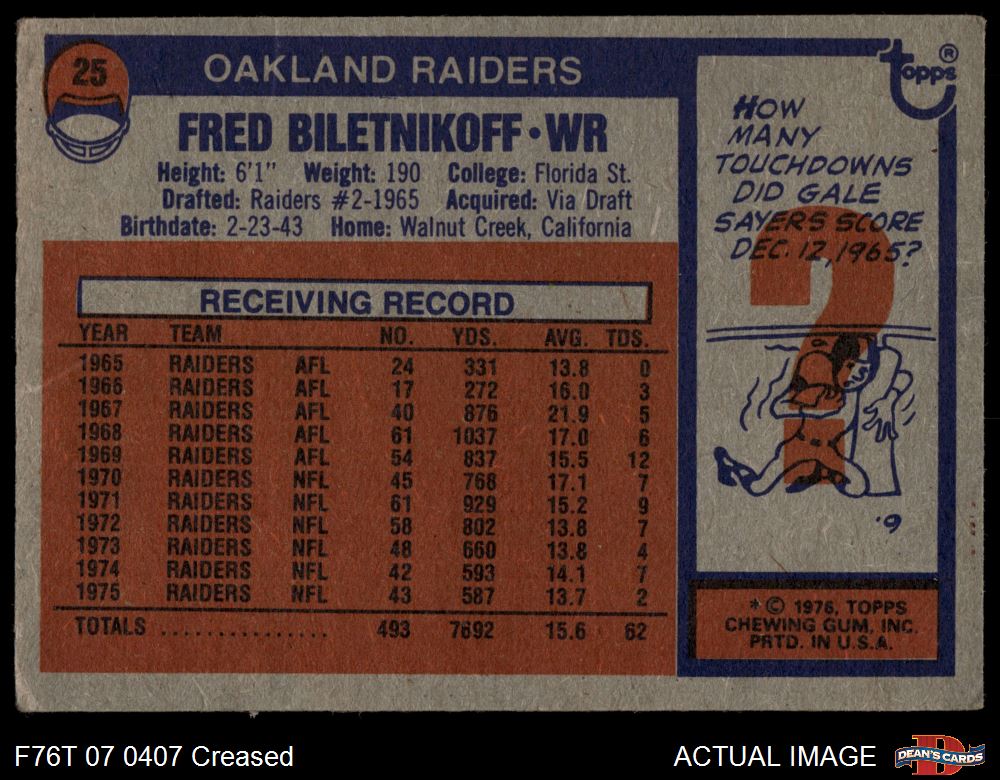 25
OAKLAND RAIDERS
FRED BILETNIKOFF • WR
Height: 6'1" Weight: 190 College: Florida St.
Drafted: Raiders #2-1965 Acquired: Via Draft
Birthdate: 2-23-43 Home: Walnut Creek, California
RECEIVING RECORD
YEAR TEAM NO. YDS. AVG. TDS.
1965 RAIDERS AFL 24 331 13.8 0
1966 RAIDERS AFL 17 272 16.0 3
1967 RAIDERS AFL 40 876 21.9 5
1968 RAIDERS AFL 61 1037 17.0 6
1969 RAIDERS AFL 54 837 15.5 12
1970 RAIDERS NFL 45 768 17.1 7
1971 RAIDERS NFL 61 929 15.2 9
1972 RAIDERS NFL 58 802 13.8 7
1973 RAIDERS NFL 48 660 13.8 4
1974 RAIDERS NFL 42 593 14.1 7
1975 RAIDERS NFL 43 587 13.7 2
TOTALS ................ 493 7692 15.6 62
topps ®
HOW
MANY
TOUCHDOWNS
DID GALE
SAYERS SCORE
DEC. 12, 1965?
?
6.
* © 1976, TOPPS
CHEWING GUM, INC.
PRTD. IN U.S.A.
F76T 07 0407 Creased
ACTUAL IMAGE
D
DEAN'S CARDS